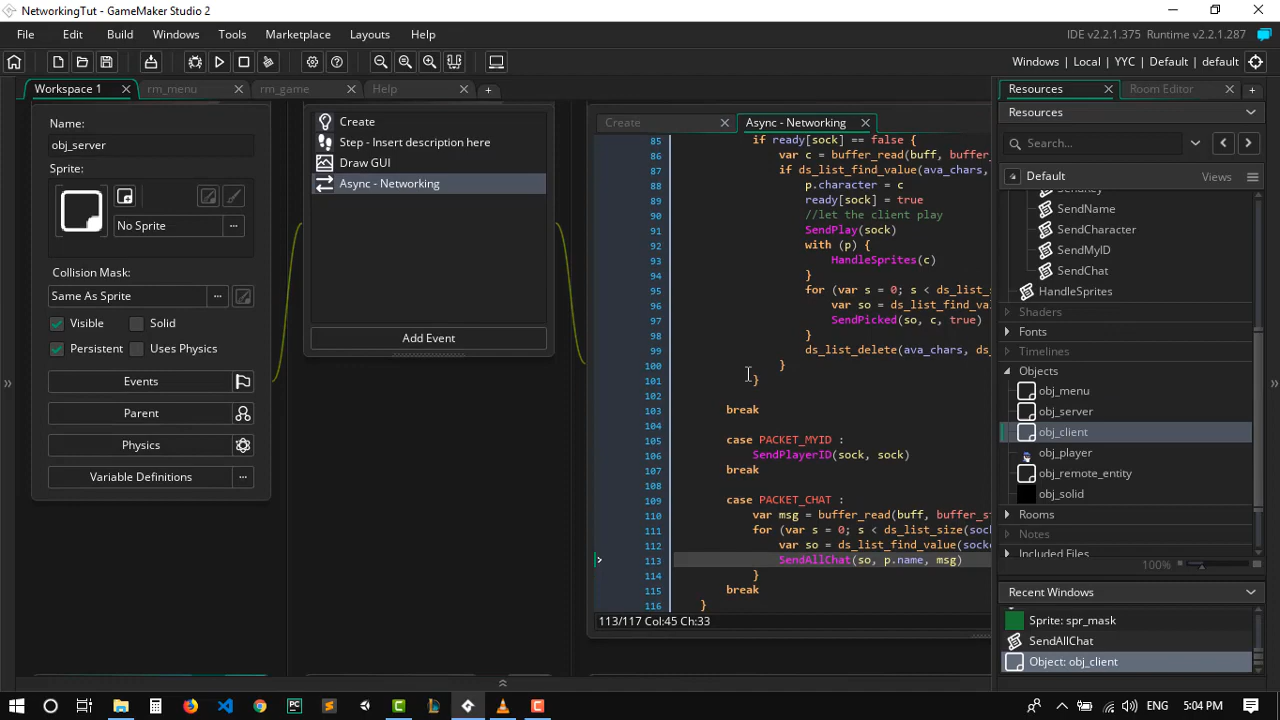 NetworkingTut - GameMaker Studio 2
File Edit Build Windows Tools Marketplace Layouts Help
IDE v2.2.1.375 Runtime v2.2.1.287
Windows | Local | YYC | Default | default
Workspace 1 rm_menu rm_game Help
Resources Room Editor
Name:
obj_server
Sprite:
No Sprite
Collision Mask:
Same As Sprite
Visible Solid
Persistent Uses Physics
Events
Parent
Physics
Variable Definitions
Create
Step - Insert description here
Draw GUI
Async - Networking
Add Event
Create Async - Networking
85 if ready[sock] == false {
86 var c = buffer_read(buff, buffer_
87 if ds_list_find_value(ava_chars,
88 p.character = c
89 ready[sock] = true
90 //let the client play
91 SendPlay(sock)
92 with (p) {
93 HandleSprites(c)
94 }
95 for (var s = 0; s < ds_list_s
96 var so = ds_list_find_va
97 SendPicked(so, c, true)
98 }
99 ds_list_delete(ava_chars, ds_
100 }
101 }
102
103 break
104
105 case PACKET_MYID :
106 SendPlayerID(sock, sock)
107 break
108
109 case PACKET_CHAT :
110 var msg = buffer_read(buff, buffer_st
111 for (var s = 0; s < ds_list_size(sock
112 var so = ds_list_find_value(socke
113 SendAllChat(so, p.name, msg)
114 }
115 break
116 }
113/117 Col:45 Ch:33
Resources
Search...
Default Views
SendName
SendCharacter
SendMyID
SendChat
HandleSprites
Shaders
Fonts
Timelines
Objects
obj_menu
obj_server
obj_client
obj_player
obj_remote_entity
obj_solid
Rooms
Notes
Included Files
100%
Recent Windows
Sprite: spr_mask
SendAllChat
Object: obj_client
ENG 5:04 PM